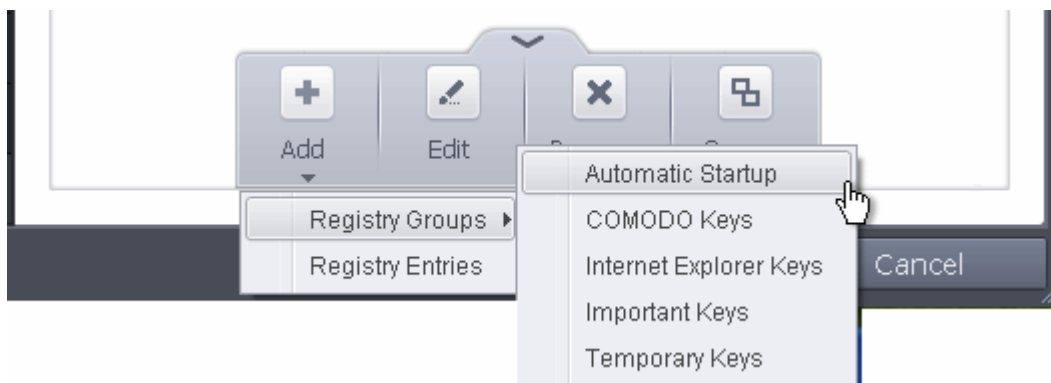 Add
Edit
Registry Groups
Registry Entries
Automatic Startup
COMODO Keys
Internet Explorer Keys
Important Keys
Temporary Keys
Cancel